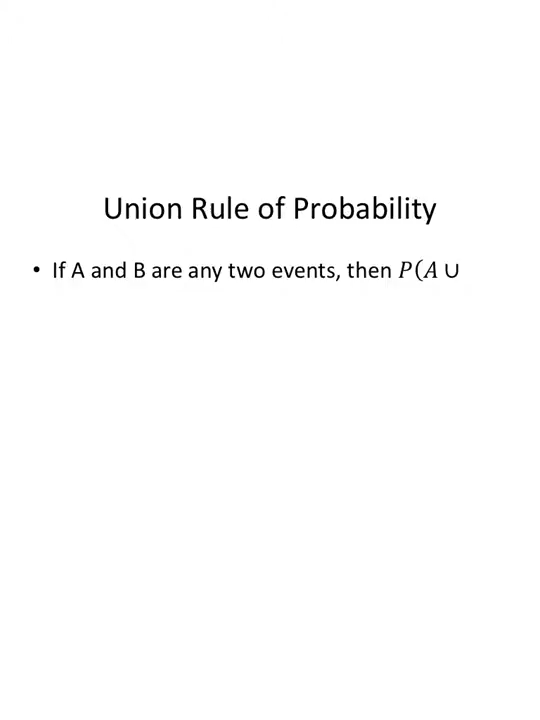 Union Rule of Probability
• If A and B are any two events, then 𝑃(𝐴 ∪